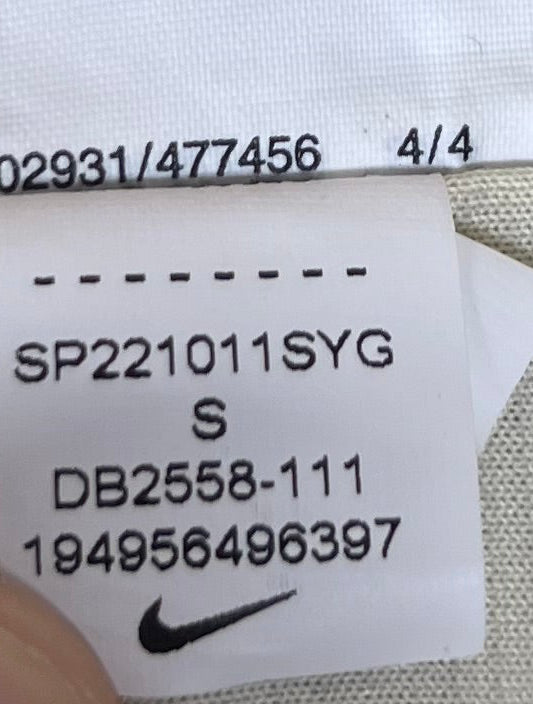 02931/477456 4/4
--------
SP221011SYG
S
DB2558-111
194956496397